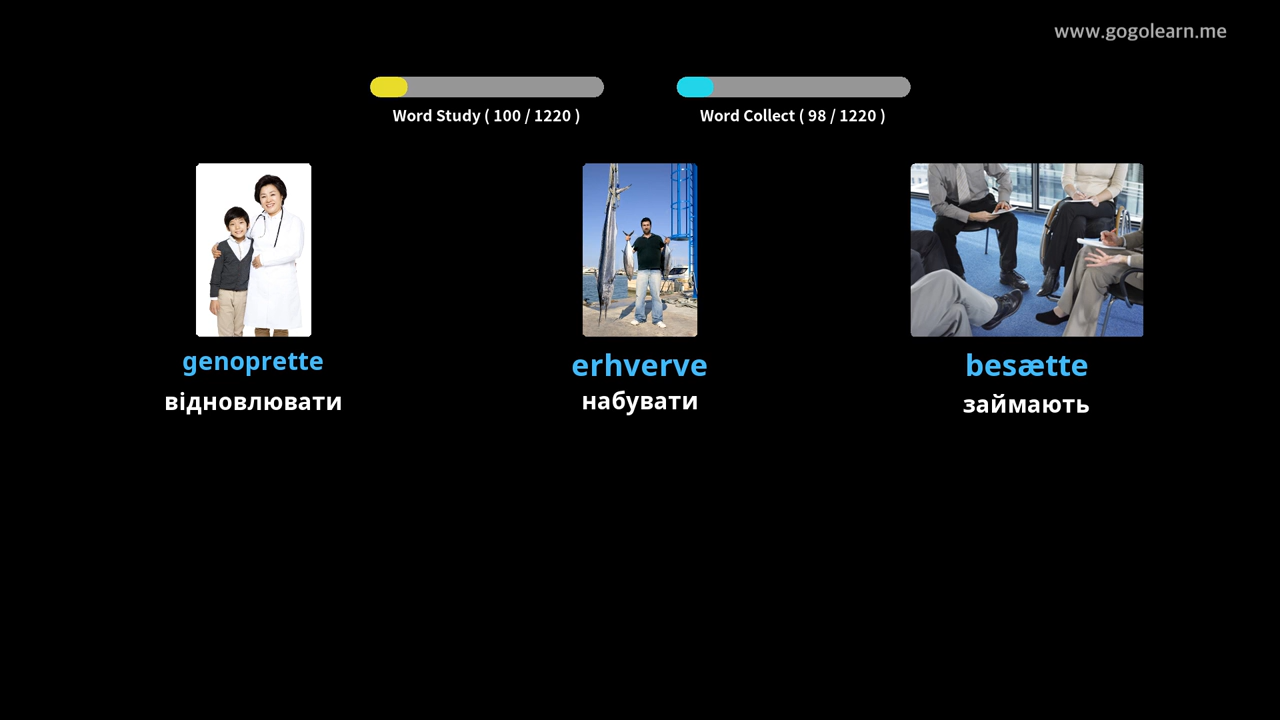 www.gogolearn.me
Word Study ( 100 / 1220 )
Word Collect ( 98 / 1220 )
genoprette
відновлювати
erhverve
набувати
besætte
займають